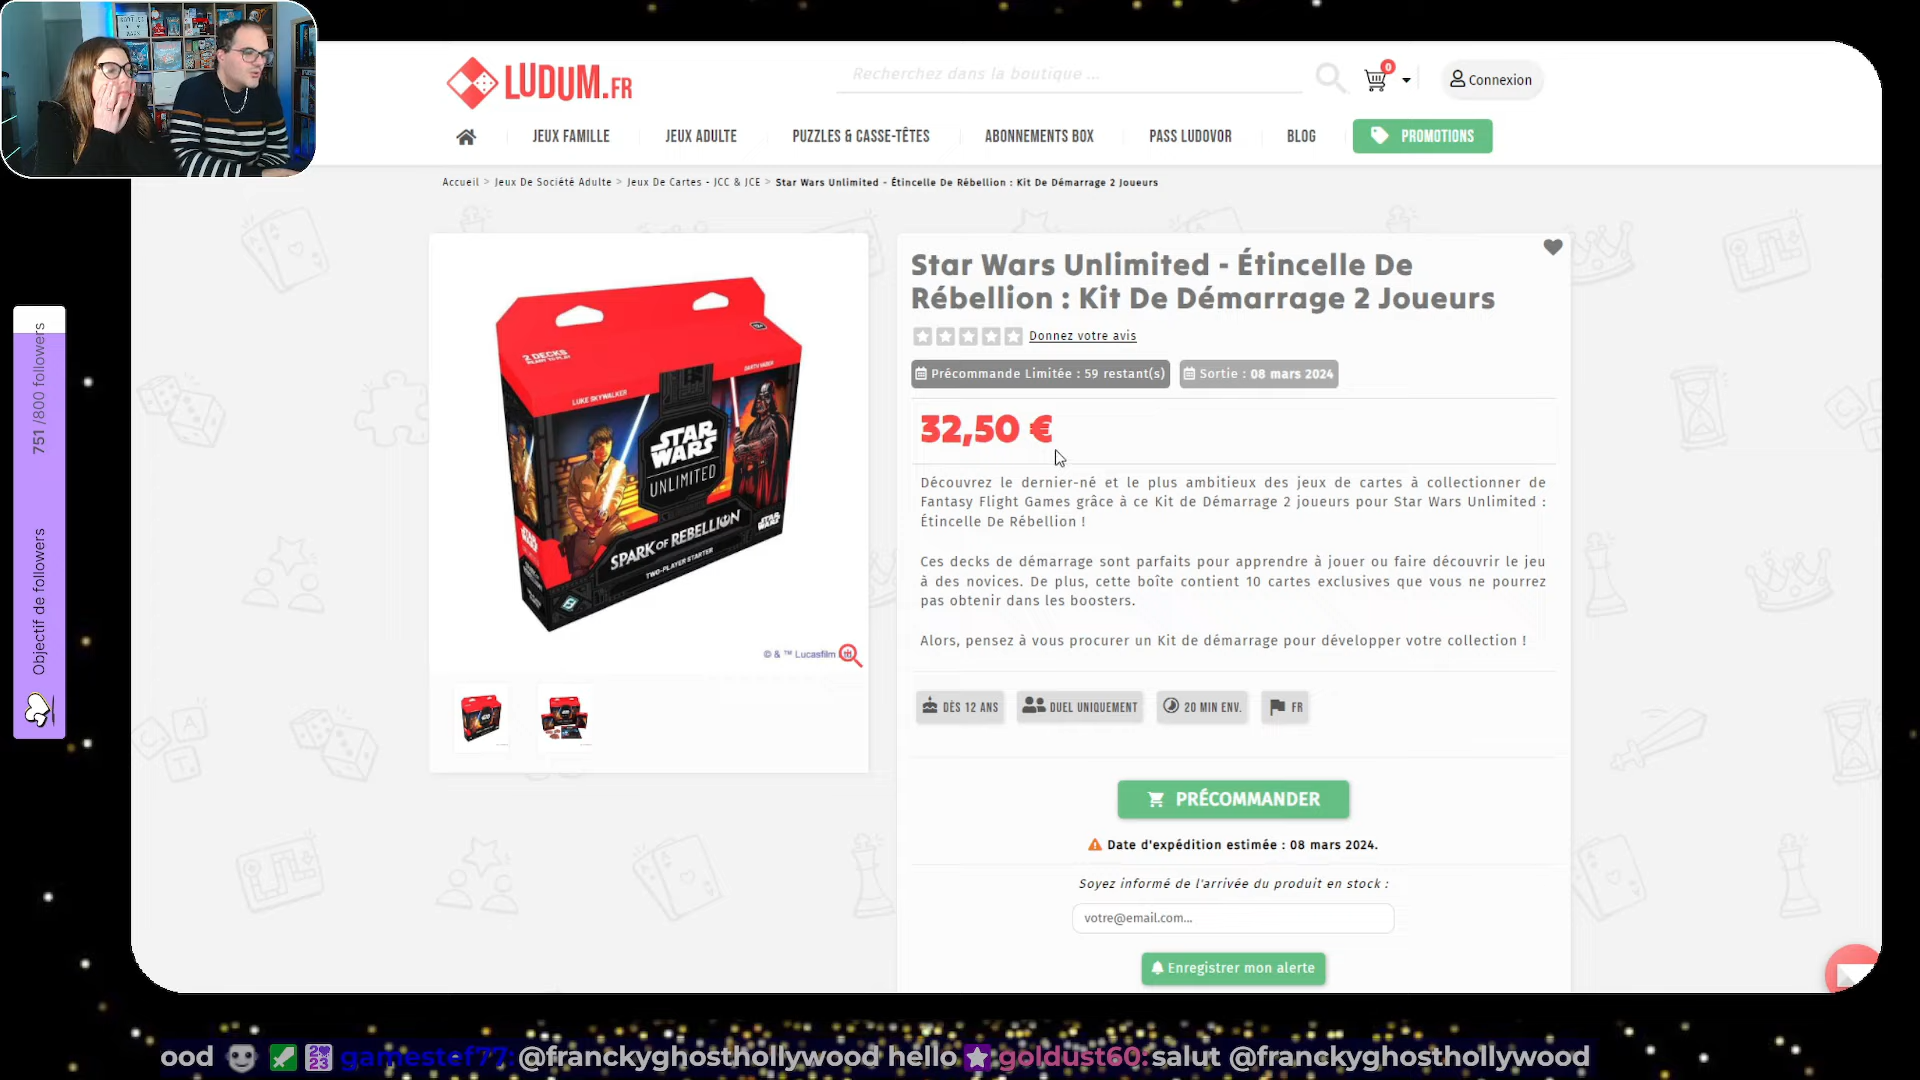 LUDUM.FR
Recherchez dans la boutique ...
0
Connexion
JEUX FAMILLE
JEUX ADULTE
PUZZLES & CASSE-TÊTES
ABONNEMENTS BOX
PASS LUDOVOR
BLOG
PROMOTIONS
Accueil > Jeux De Société Adulte > Jeux De Cartes - JCC & JCE > Star Wars Unlimited - Étincelle De Rébellion : Kit De Démarrage 2 Joueurs
2 DECKS
LUKE SKYWALKER
DARTH VADER
STAR
WARS
UNLIMITED
SPARK OF REBELLION
TWO-PLAYER STARTER
STAR
WARS
© & ™ Lucasfilm
Star Wars Unlimited - Étincelle De
Rébellion : Kit De Démarrage 2 Joueurs
Donnez votre avis
Précommande Limitée : 59 restant(s)
Sortie : 08 mars 2024
32,50 €
Découvrez le dernier-né et le plus ambitieux des jeux de cartes à collectionner de
Fantasy Flight Games grâce à ce Kit de Démarrage 2 joueurs pour Star Wars Unlimited :
Étincelle De Rébellion !
Ces decks de démarrage sont parfaits pour apprendre à jouer ou faire découvrir le jeu
à des novices. De plus, cette boîte contient 10 cartes exclusives que vous ne pourrez
pas obtenir dans les boosters.
Alors, pensez à vous procurer un Kit de démarrage pour développer votre collection !
DÈS 12 ANS
DUEL UNIQUEMENT
20 MIN ENV.
FR
PRÉCOMMANDER
Date d'expédition estimée : 08 mars 2024.
Soyez informé de l'arrivée du produit en stock :
votre@email.com...
Enregistrer mon alerte
Objectif de followers
751 /800 followers
ood gamestef77: @franckyghosthollywood hello goldust60: salut @franckyghosthollywood